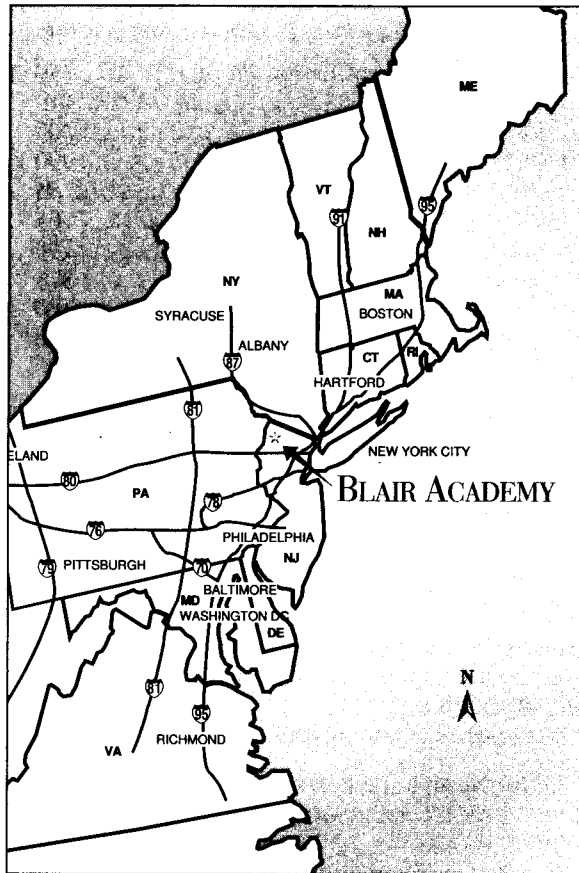 ME
95
VT
91
NH
NY
MA
SYRACUSE
BOSTON
ALBANY
87
CT
RI
HARTFORD
81
NEW YORK CITY
ELAND
80
BLAIR ACADEMY
PA
78
76
PHILADELPHIA
NJ
79
PITTSBURGH
70
BALTIMORE
MD
WASHINGTON DC
DE
N
81
95
RICHMOND
VA